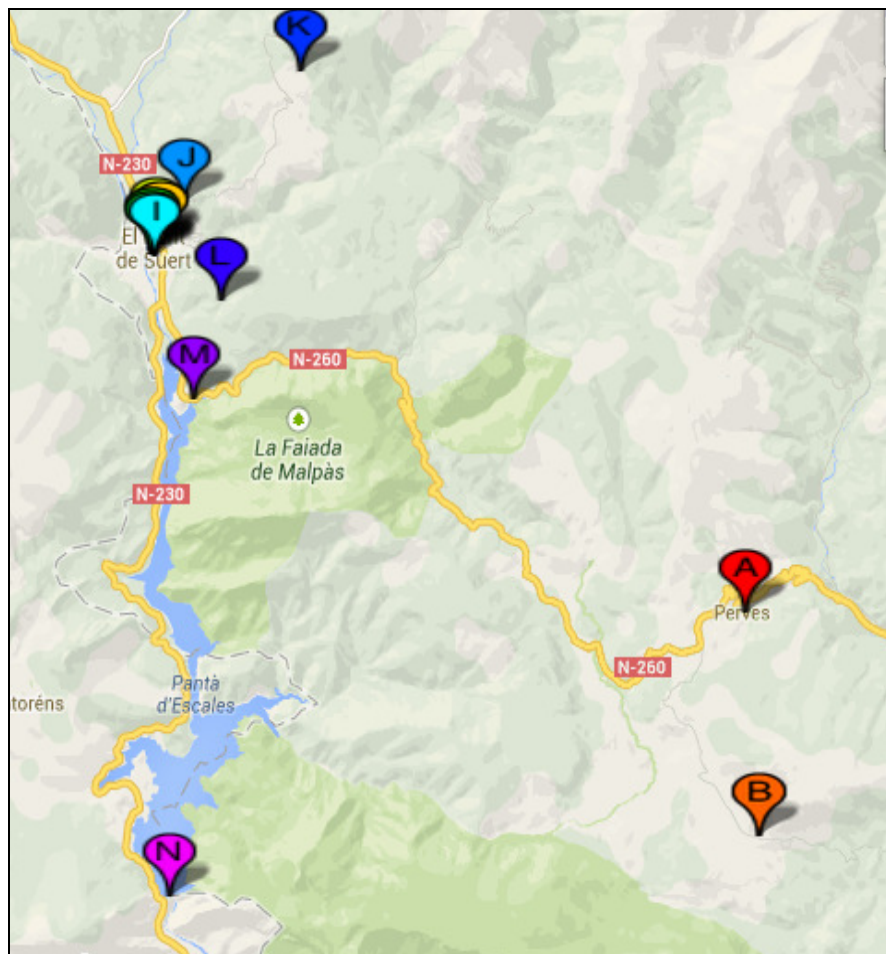 K
N-230
J
I
El
de Suert
L
M
N-260
La Faiada
de Malpàs
N-230
A
Perves
N-260
Pantà
d'Escales
toréns
B
N